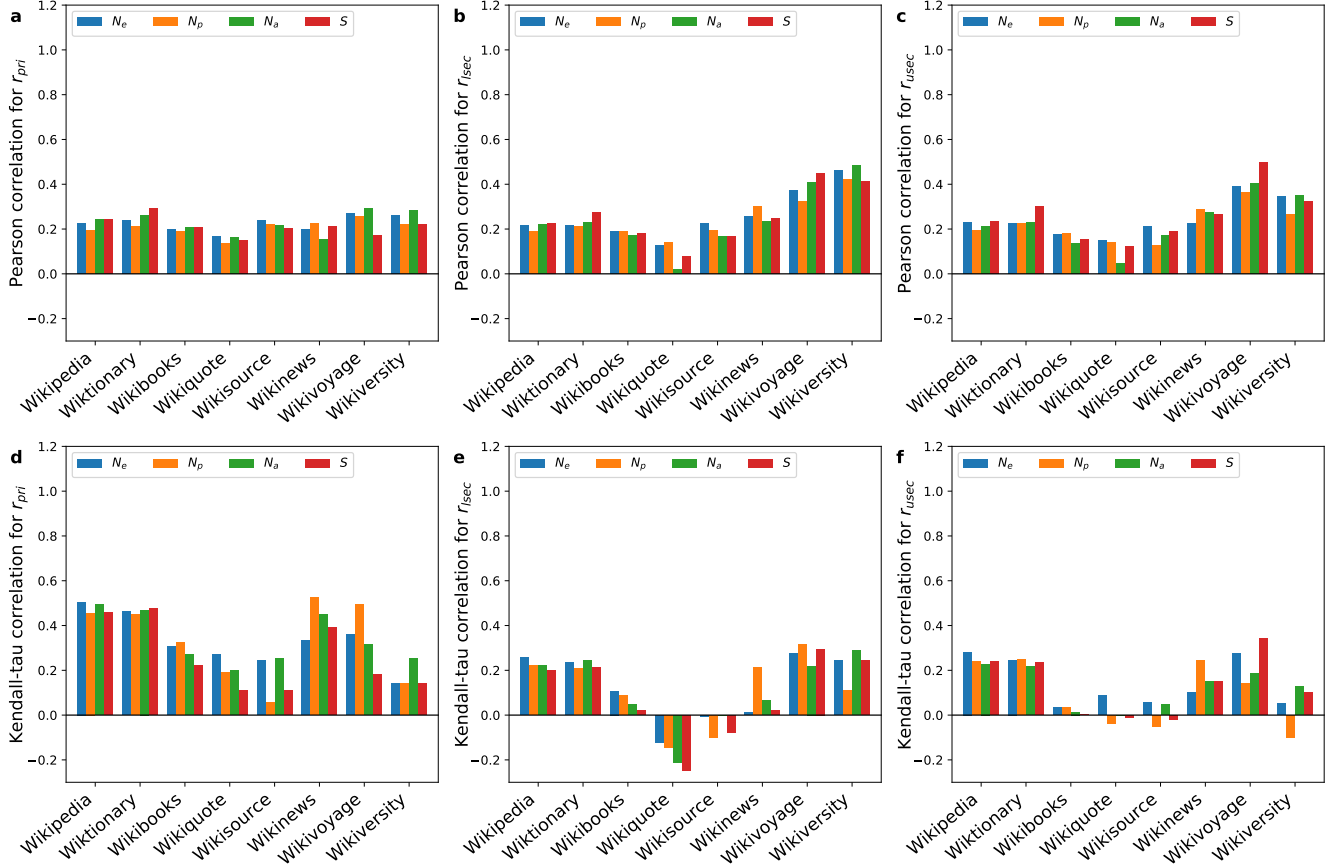 a
N_e N_p N_a S
Pearson correlation for r_pri
1.2
1.0
0.8
0.6
0.4
0.2
0.0
−0.2
Wikipedia
Wiktionary
Wikibooks
Wikiquote
Wikisource
Wikinews
Wikivoyage
Wikiversity
b
N_e N_p N_a S
Pearson correlation for r_lsec
1.2
1.0
0.8
0.6
0.4
0.2
0.0
−0.2
Wikipedia
Wiktionary
Wikibooks
Wikiquote
Wikisource
Wikinews
Wikivoyage
Wikiversity
c
N_e N_p N_a S
Pearson correlation for r_usec
1.2
1.0
0.8
0.6
0.4
0.2
0.0
−0.2
Wikipedia
Wiktionary
Wikibooks
Wikiquote
Wikisource
Wikinews
Wikivoyage
Wikiversity
d
N_e N_p N_a S
Kendall-tau correlation for r_pri
1.2
1.0
0.8
0.6
0.4
0.2
0.0
−0.2
Wikipedia
Wiktionary
Wikibooks
Wikiquote
Wikisource
Wikinews
Wikivoyage
Wikiversity
e
N_e N_p N_a S
Kendall-tau correlation for r_lsec
1.2
1.0
0.8
0.6
0.4
0.2
0.0
−0.2
Wikipedia
Wiktionary
Wikibooks
Wikiquote
Wikisource
Wikinews
Wikivoyage
Wikiversity
f
N_e N_p N_a S
Kendall-tau correlation for r_usec
1.2
1.0
0.8
0.6
0.4
0.2
0.0
−0.2
Wikipedia
Wiktionary
Wikibooks
Wikiquote
Wikisource
Wikinews
Wikivoyage
Wikiversity